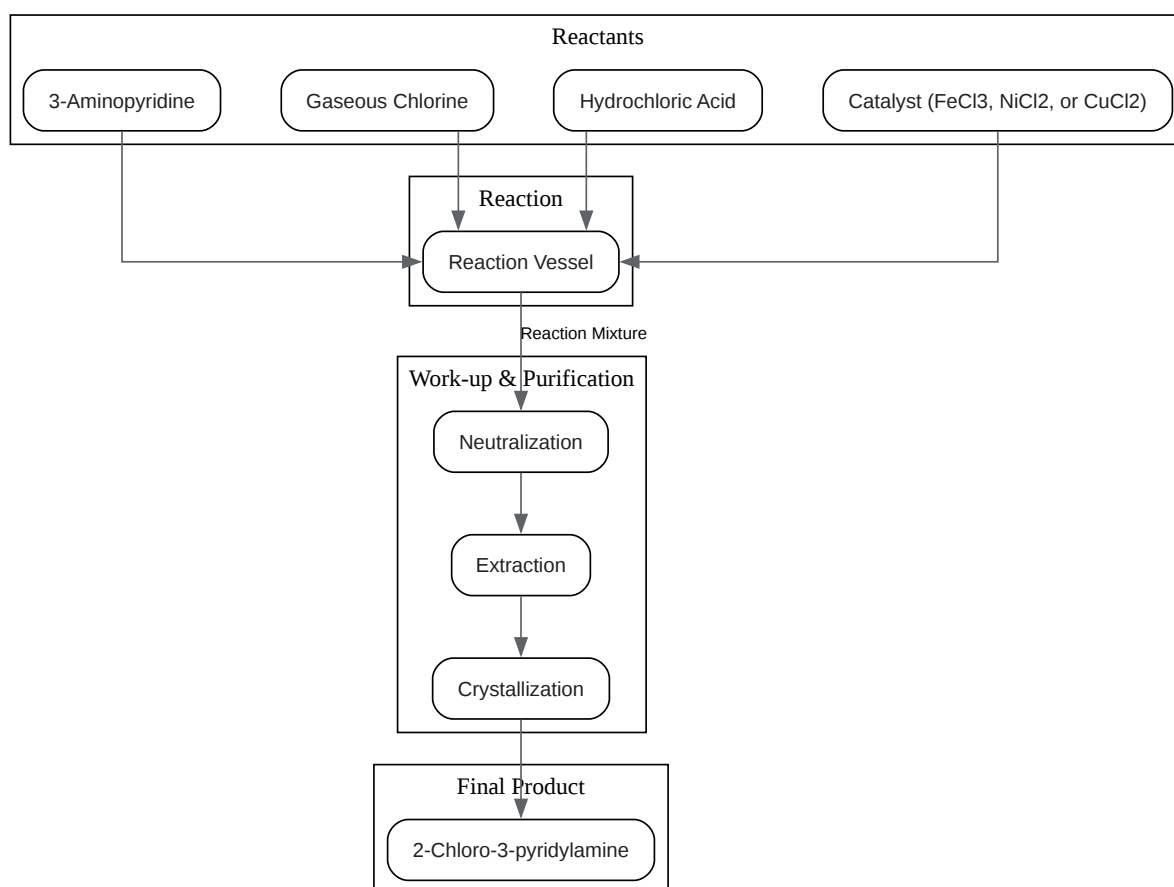 Reactants
3-Aminopyridine
Gaseous Chlorine
Hydrochloric Acid
Catalyst (FeCl3, NiCl2, or CuCl2)
Reaction
Reaction Vessel
Reaction Mixture
Work-up & Purification
Neutralization
Extraction
Crystallization
Final Product
2-Chloro-3-pyridylamine